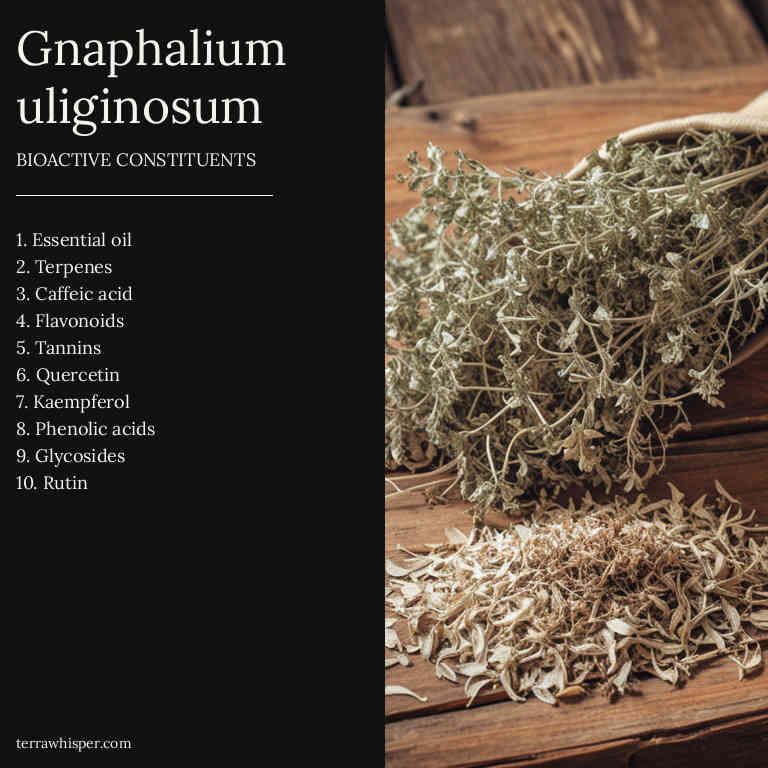 Gnaphalium
uliginosum
BIOACTIVE CONSTITUENTS
1. Essential oil
2. Terpenes
3. Caffeic acid
4. Flavonoids
5. Tannins
6. Quercetin
7. Kaempferol
8. Phenolic acids
9. Glycosides
10. Rutin
terrawhisper.com